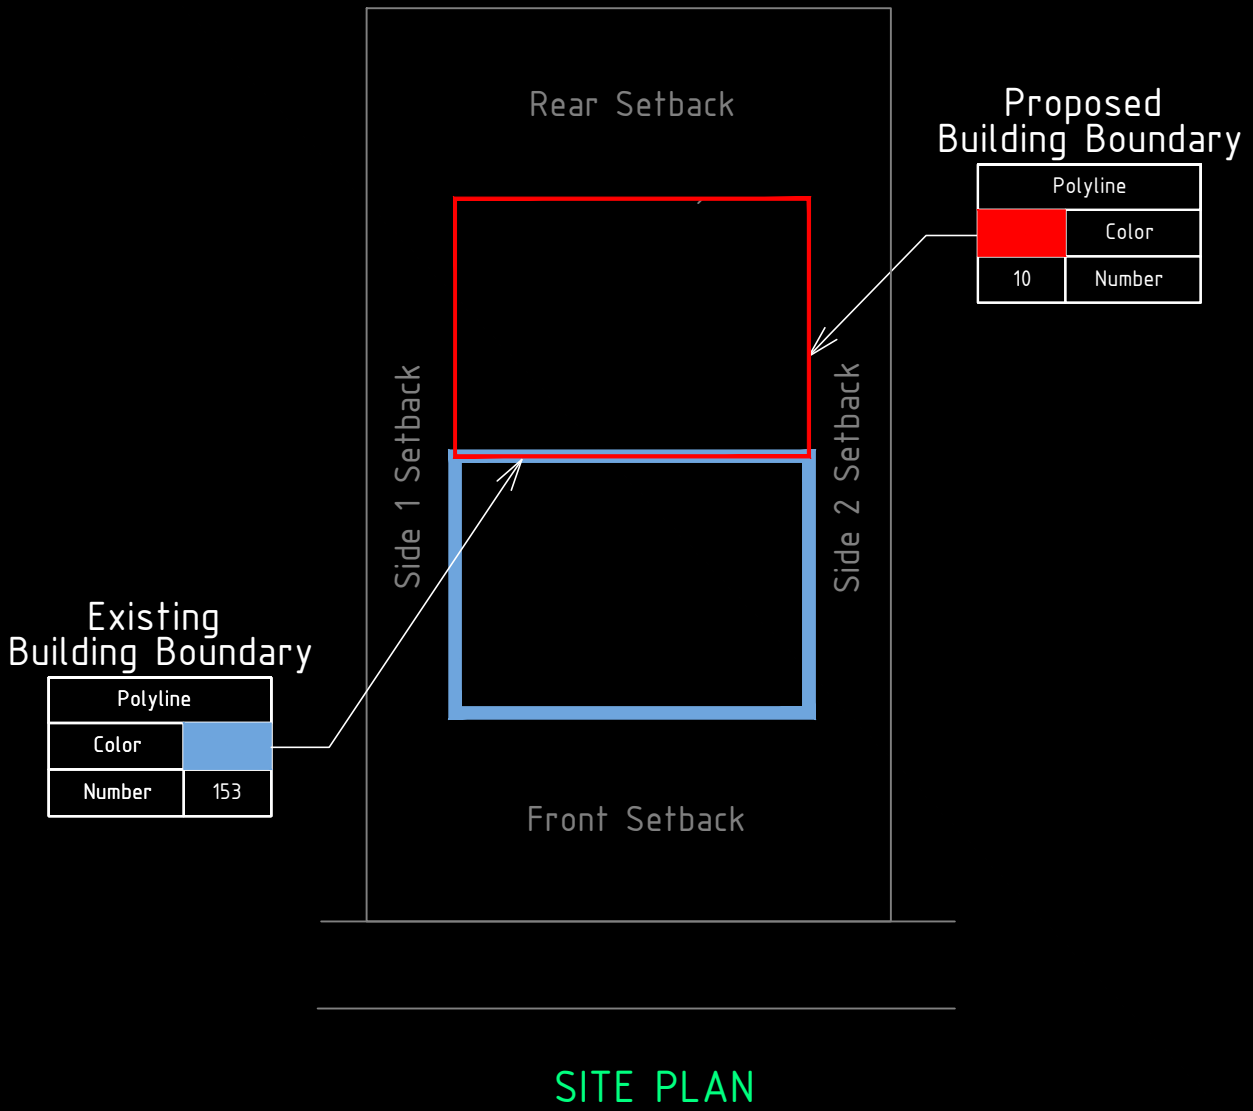 Rear Setback
Proposed
Building Boundary
Polyline
Color
10 Number
Side 1 Setback
Side 2 Setback
Existing
Building Boundary
Polyline
Color
Number 153
Front Setback
SITE PLAN